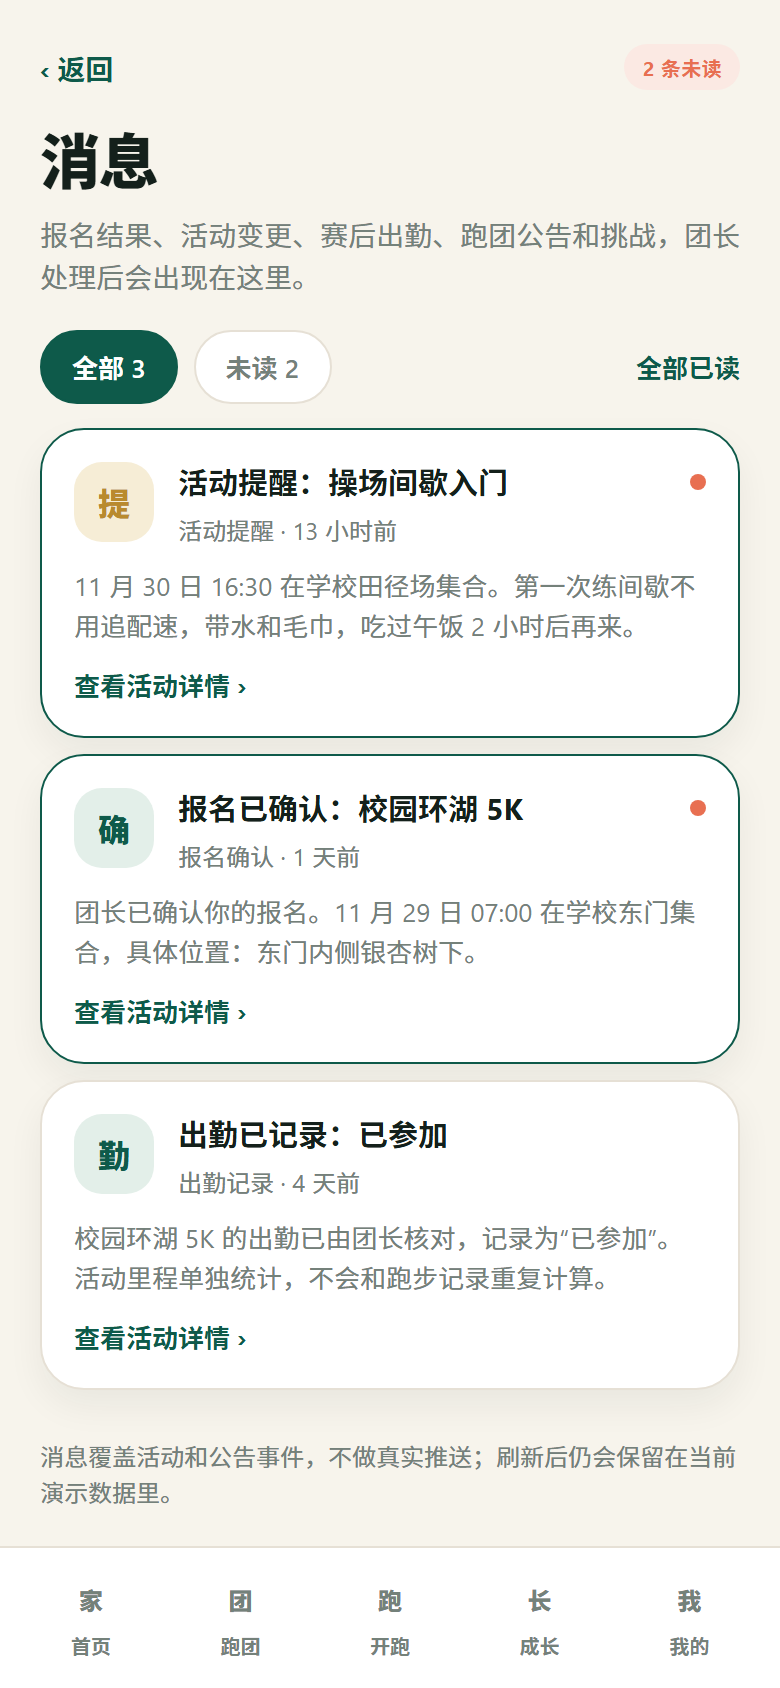 ‹ 返回
2 条未读
消息
报名结果、活动变更、赛后出勤、跑团公告和挑战，团长
处理后会出现在这里。
全部 3
未读 2
全部已读
提
活动提醒：操场间歇入门
活动提醒 · 13 小时前
11 月 30 日 16:30 在学校田径场集合。第一次练间歇不
用追配速，带水和毛巾，吃过午饭 2 小时后再来。
查看活动详情 ›
确
报名已确认：校园环湖 5K
报名确认 · 1 天前
团长已确认你的报名。11 月 29 日 07:00 在学校东门集
合，具体位置：东门内侧银杏树下。
查看活动详情 ›
勤
出勤已记录：已参加
出勤记录 · 4 天前
校园环湖 5K 的出勤已由团长核对，记录为“已参加”。
活动里程单独统计，不会和跑步记录重复计算。
查看活动详情 ›
消息覆盖活动和公告事件，不做真实推送；刷新后仍会保留在当前
演示数据里。
家 团 跑 长 我
首页 跑团 开跑 成长 我的